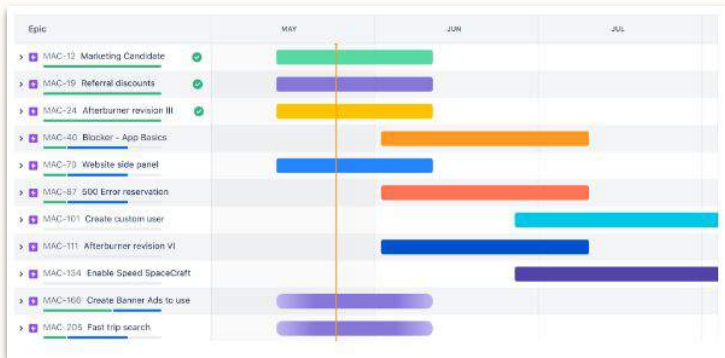 Epic MAY JUN JUL
MAC-12 Marketing Candidate
MAC-19 Referral discounts
MAC-24 Afterburner revision III
MAC-40 Blocker - App Basics
MAC-79 Website side panel
MAC-87 500 Error reservation
MAC-101 Create custom user
MAC-111 Afterburner revision VI
MAC-134 Enable Speed SpaceCraft
MAC-166 Create Banner Ads to use
MAC-205 Fast trip search